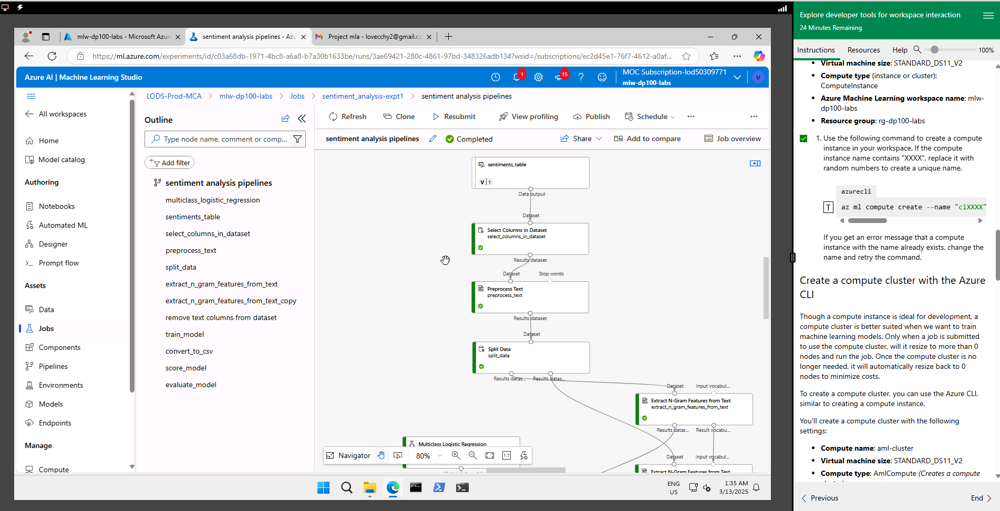 mlw-dp100-labs - Microsoft Azur
sentiment analysis pipelines - Az
Project mla - lovecchy2@gmail.cc
https://ml.azure.com/experiments/id/c03a68db-1971-4bc8-a6a8-b7a30b1633be/runs/3ae69421-280c-4861-97bd-348326adb134?wsid=/subscriptions/ec2d45e1-76f7-4612-a0af...
Azure AI | Machine Learning Studio
1
15
?
MOC Subscription-lod50309771
mlw-dp100-labs
U
All workspaces
Home
Model catalog
Authoring
Notebooks
Automated ML
Designer
Prompt flow
Assets
Data
Jobs
Components
Pipelines
Environments
Models
Endpoints
Manage
Compute
LODS-Prod-MCA > mlw-dp100-labs > Jobs > sentiment_analysis-expt1 > sentiment analysis pipelines
Outline
Type node name, comment or comp...
Add filter
sentiment analysis pipelines
multiclass_logistic_regression
sentiments_table
select_columns_in_dataset
preprocess_text
split_data
extract_n_gram_features_from_text
extract_n_gram_features_from_text_copy
remove text columns from dataset
train_model
convert_to_csv
score_model
evaluate_model
Refresh
Clone
Resubmit
View profiling
Publish
Schedule
sentiment analysis pipelines
Completed
Share
Add to compare
Job overview
sentiments_table
V | 1
Data output
Dataset
Select Columns in Dataset
select_columns_in_dataset
Results dataset
Dataset
Stop words
Preprocess Text
preprocess_text
Results dataset
Dataset
Split Data
split_data
Results datas...
Results datas...
Dataset
Input vocabul...
Extract N-Gram Features from Text
extract_n_gram_features_from_text
Results datas...
Result vocabu...
Multiclass Logistic Regression
Dataset
Input vocabul...
Extract N-Gram Features from Text
Navigator
80%
1:1
ENG
US
1:35 AM
3/13/2025
Explore developer tools for workspace interaction
24 Minutes Remaining
Instructions
Resources
Help
100%
• Virtual machine size: STANDARD_DS11_V2
• Compute type (instance or cluster):
ComputeInstance
• Azure Machine Learning workspace name: mlw-
dp100-labs
• Resource group: rg-dp100-labs
1. Use the following command to create a compute
instance in your workspace. If the compute
instance name contains "XXXX", replace it with
random numbers to create a unique name.
azurecli
T
az ml compute create --name "ciXXXX"
If you get an error message that a compute
instance with the name already exists, change the
name and retry the command.
Create a compute cluster with the Azure
CLI
Though a compute instance is ideal for development, a
compute cluster is better suited when we want to train
machine learning models. Only when a job is submitted
to use the compute cluster, will it resize to more than 0
nodes and run the job. Once the compute cluster is no
longer needed, it will automatically resize back to 0
nodes to minimize costs.
To create a compute cluster, you can use the Azure CLI,
similar to creating a compute instance.
You'll create a compute cluster with the following
settings:
• Compute name: aml-cluster
• Virtual machine size: STANDARD_DS11_V2
• Compute type: AmlCompute (Creates a compute
Previous
End